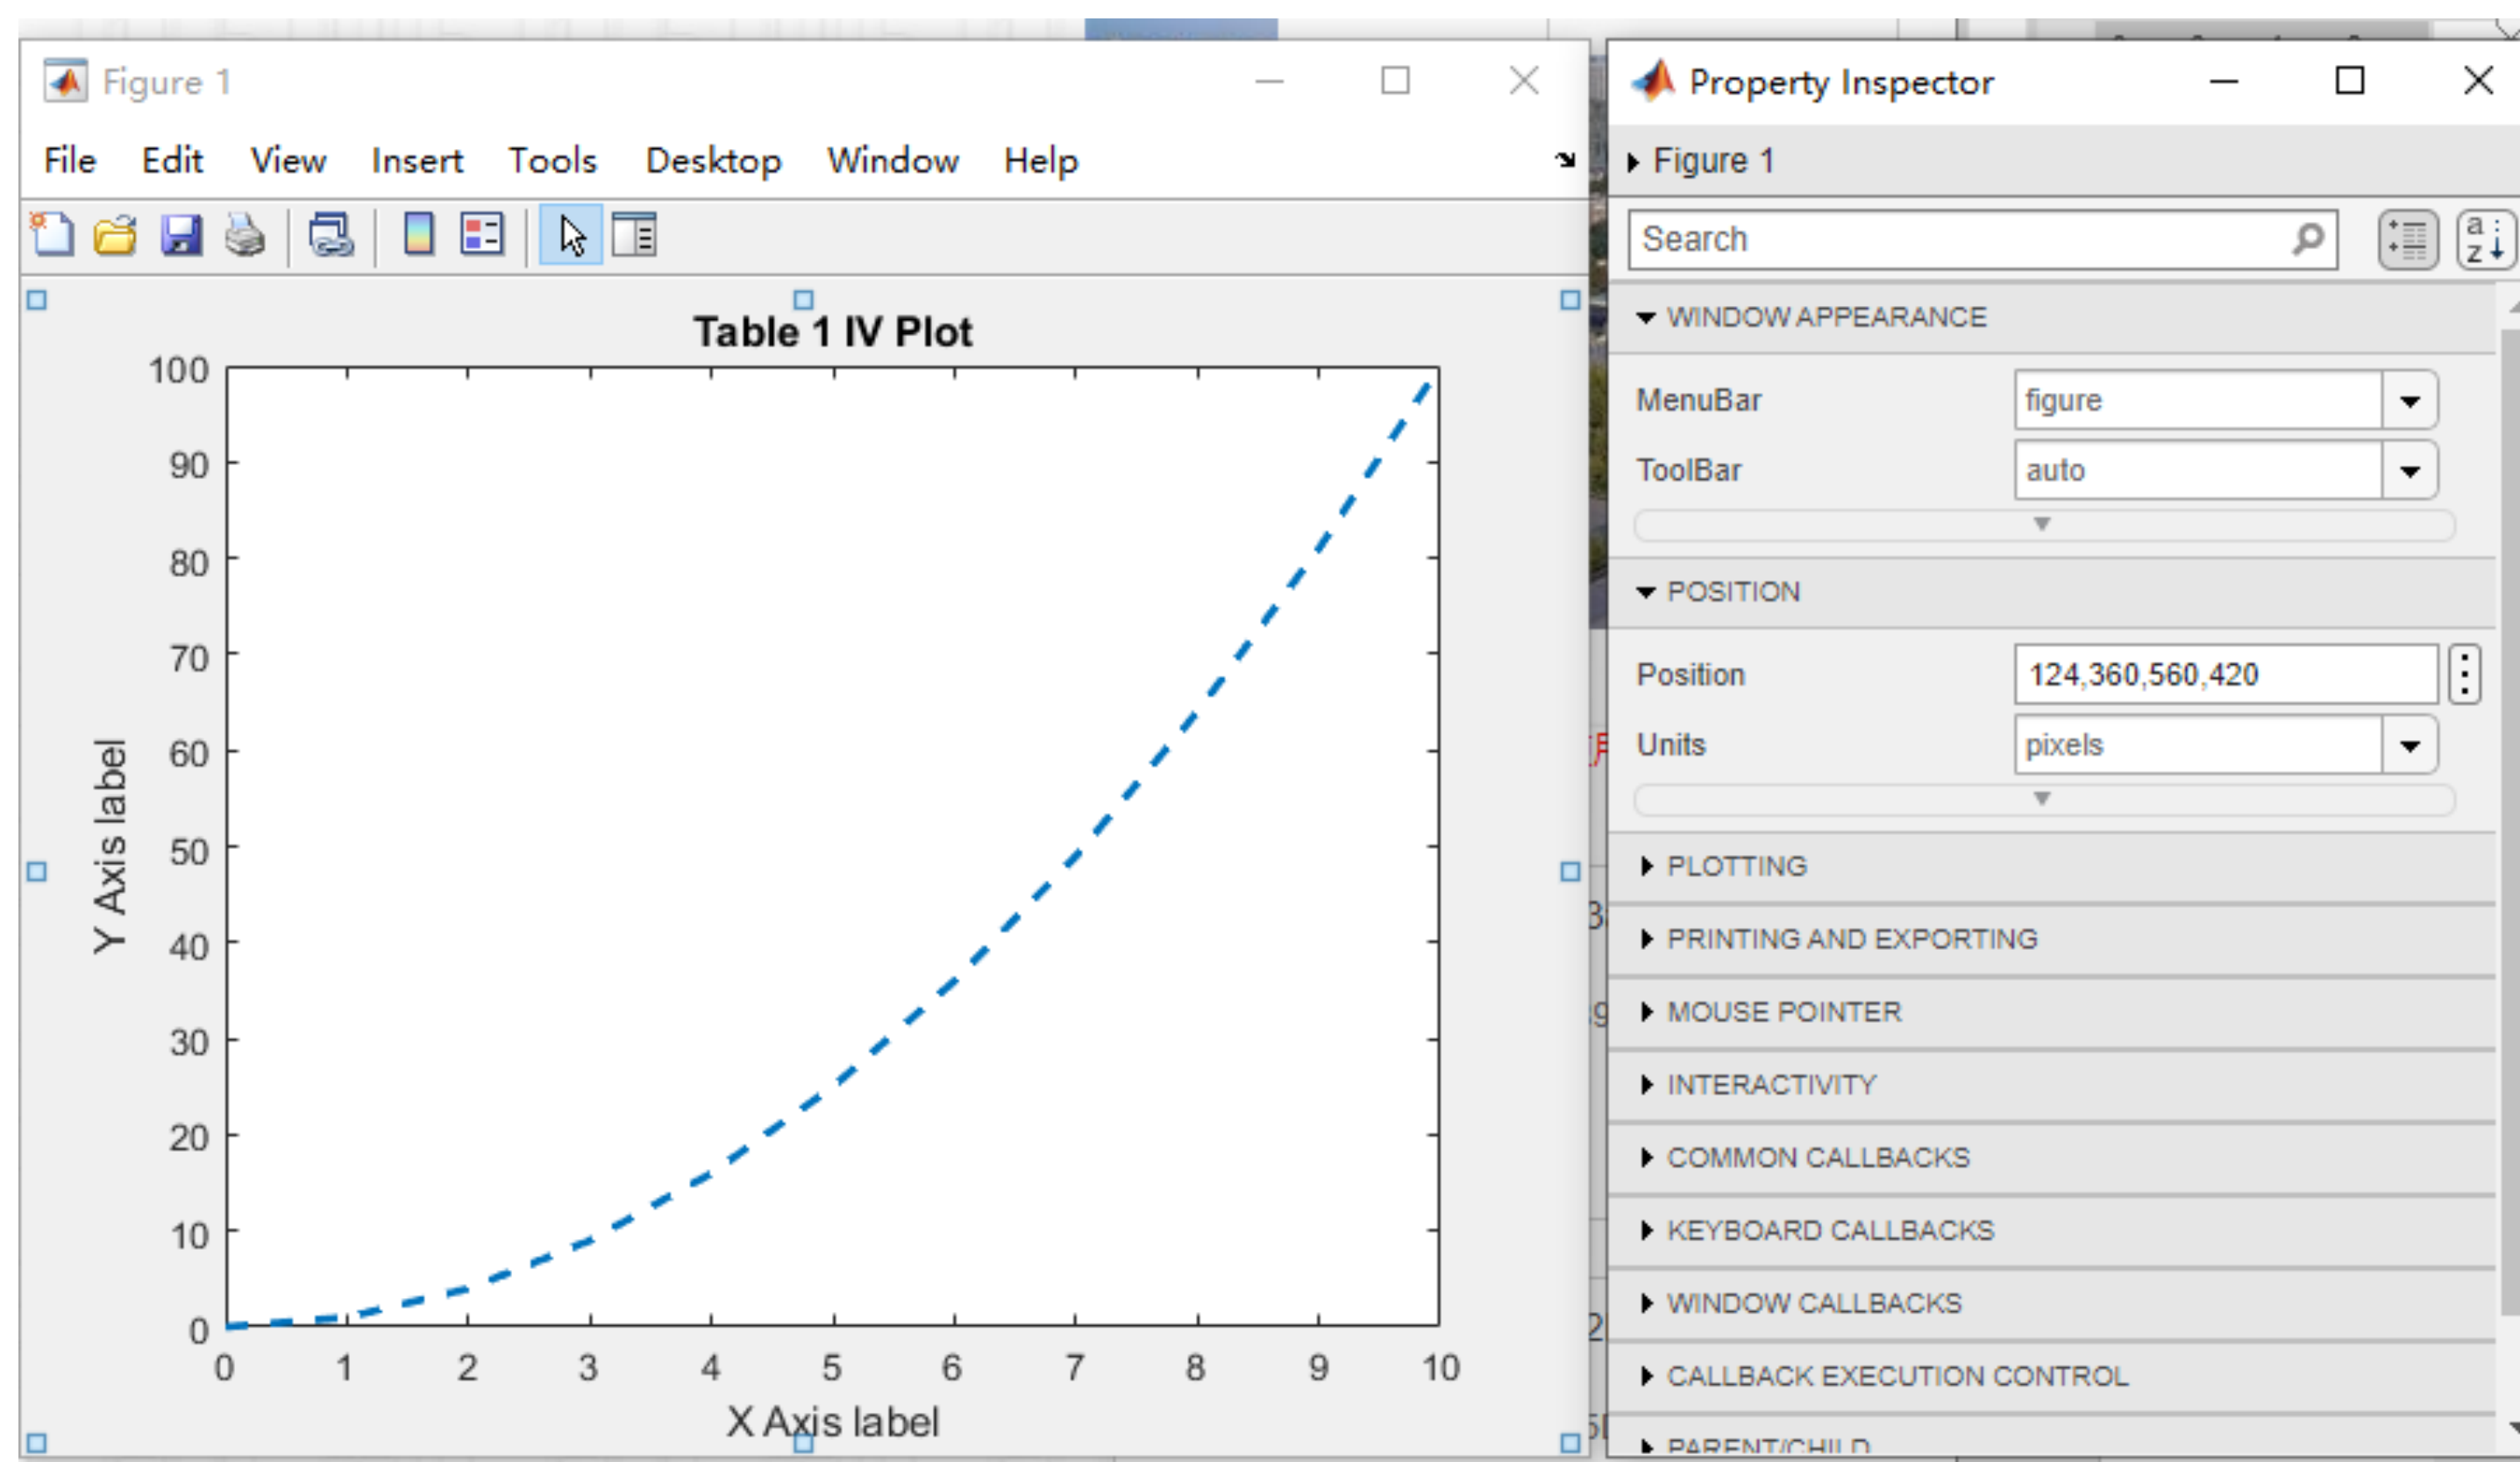 Figure 1
File Edit View Insert Tools Desktop Window Help
Table 1 IV Plot
100
90
80
70
60
50
40
30
20
10
0
Y Axis label
0 1 2 3 4 5 6 7 8 9 10
X Axis label
Property Inspector
Figure 1
Search
WINDOW APPEARANCE
MenuBar figure
ToolBar auto
POSITION
Position 124,360,560,420
Units pixels
PLOTTING
PRINTING AND EXPORTING
MOUSE POINTER
INTERACTIVITY
COMMON CALLBACKS
KEYBOARD CALLBACKS
WINDOW CALLBACKS
CALLBACK EXECUTION CONTROL
PARENT/CHILD